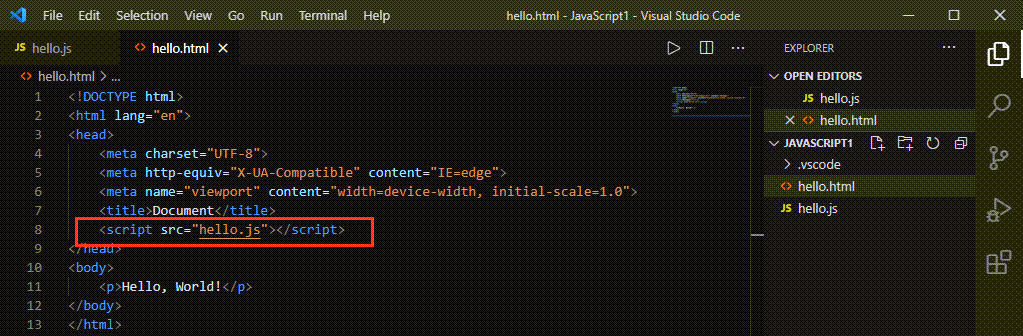 File Edit Selection View Go Run Terminal Help hello.html - JavaScript1 - Visual Studio Code
JS hello.js hello.html
hello.html > ...
1 <!DOCTYPE html>
2 <html lang="en">
3 <head>
4 <meta charset="UTF-8">
5 <meta http-equiv="X-UA-Compatible" content="IE=edge">
6 <meta name="viewport" content="width=device-width, initial-scale=1.0">
7 <title>Document</title>
8 <script src="hello.js"></script>
9 </head>
10 <body>
11 <p>Hello, World!</p>
12 </body>
13 </html>
EXPLORER
OPEN EDITORS
JS hello.js
hello.html
JAVASCRIPT1
.vscode
hello.html
JS hello.js